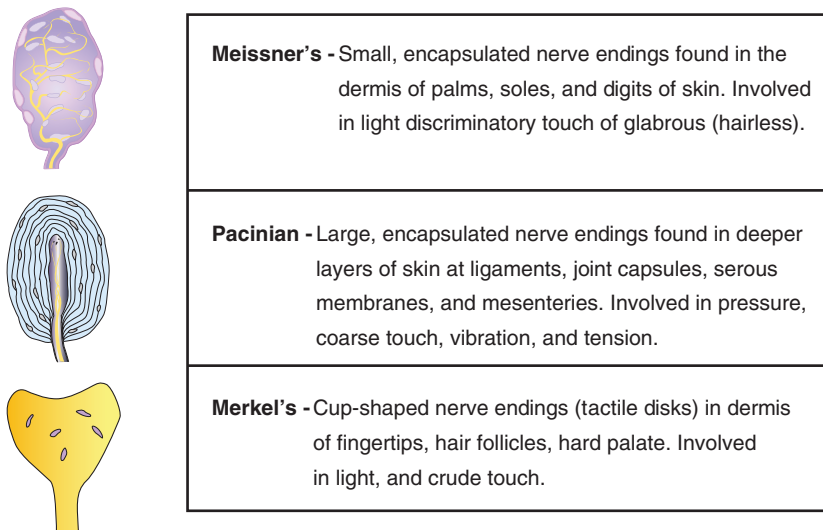 Meissner's - Small, encapsulated nerve endings found in the
dermis of palms, soles, and digits of skin. Involved
in light discriminatory touch of glabrous (hairless).
Pacinian - Large, encapsulated nerve endings found in deeper
layers of skin at ligaments, joint capsules, serous
membranes, and mesenteries. Involved in pressure,
coarse touch, vibration, and tension.
Merkel's - Cup-shaped nerve endings (tactile disks) in dermis
of fingertips, hair follicles, hard palate. Involved
in light, and crude touch.